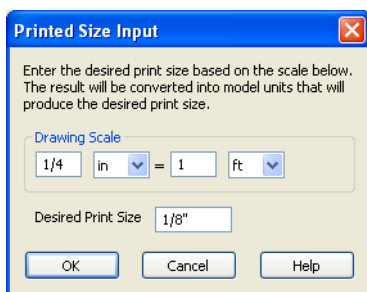 Printed Size Input
Enter the desired print size based on the scale below.
The result will be converted into model units that will
produce the desired print size.
Drawing Scale
1/4 in = 1 ft
Desired Print Size 1/8"
OK Cancel Help